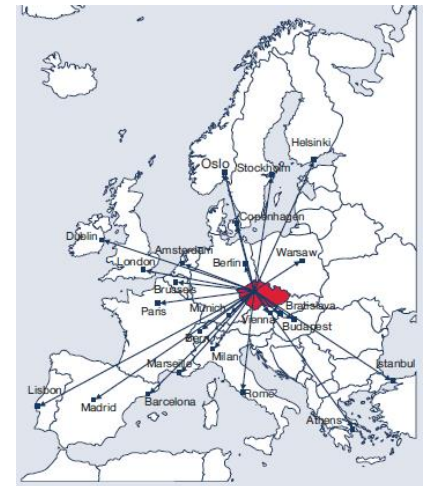 Helsinki
Oslo
Stockholm
Copenhagen
Dublin
Amsterdam
London
Berlin
Warsaw
Brussels
Paris
Munich
Bratislava
Vienna
Budapest
Bern
Milan
Marseille
Istanbul
Lisbon
Madrid
Barcelona
Rome
Athens